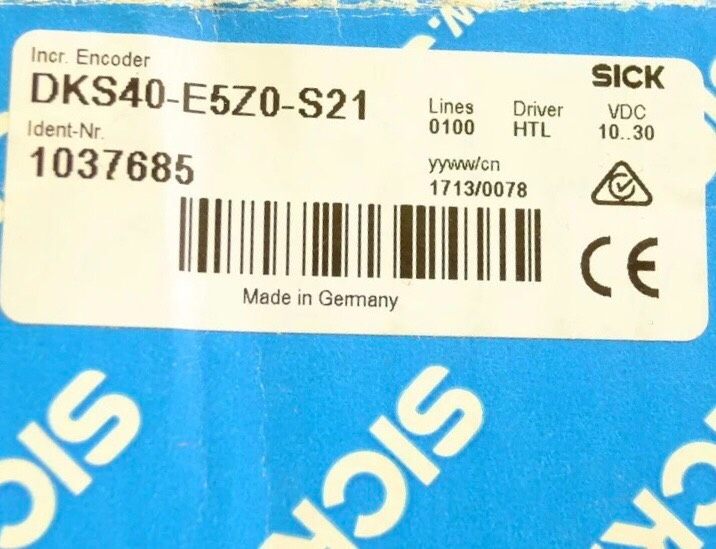 Incr. Encoder
SICK
DKS40-E5Z0-S21
Lines Driver VDC
0100 HTL 10..30
Ident-Nr.
1037685
yyww/cn
1713/0078
CE
Made in Germany
SICK
SICK
SICK